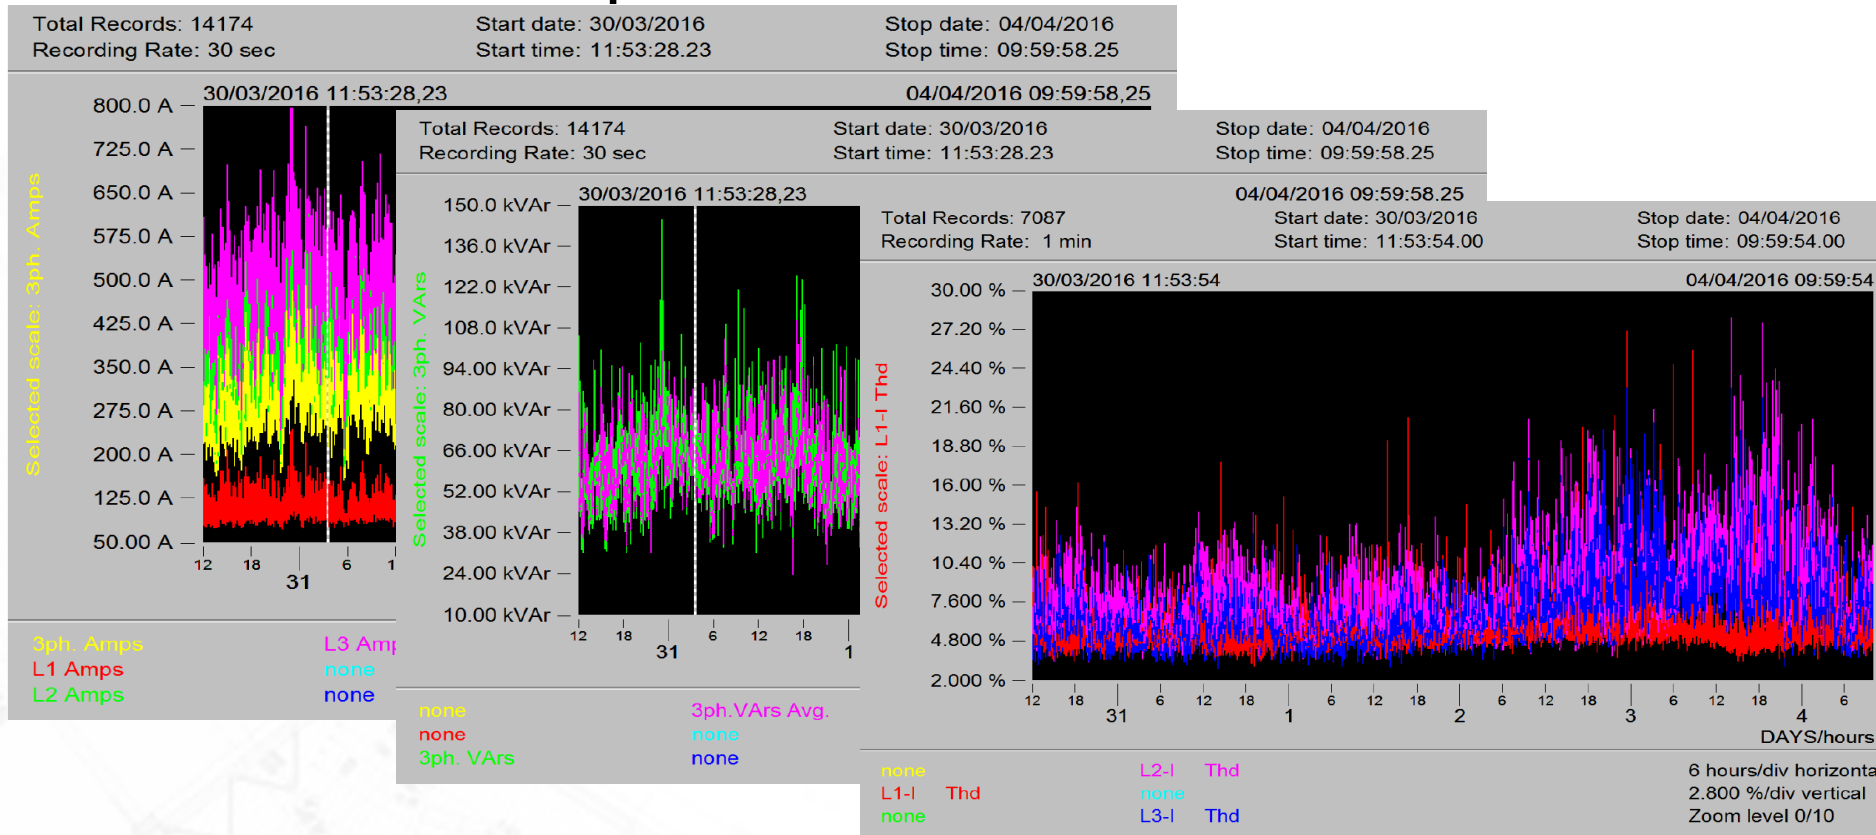 Total Records: 14174 Start date: 30/03/2016 Stop date: 04/04/2016
Recording Rate: 30 sec Start time: 11:53:28.23 Stop time: 09:59:58.25
30/03/2016 11:53:28,23 04/04/2016 09:59:58,25
800.0 A
725.0 A
650.0 A
575.0 A
500.0 A
425.0 A
350.0 A
275.0 A
200.0 A
125.0 A
50.00 A
Selected scale: 3ph. Amps
12 18 6 1
31
3ph. Amps L3 Amp
L1 Amps none
L2 Amps none
Total Records: 14174 Start date: 30/03/2016 Stop date: 04/04/2016
Recording Rate: 30 sec Start time: 11:53:28.23 Stop time: 09:59:58.25
30/03/2016 11:53:28,23 04/04/2016 09:59:58.25
150.0 kVAr
136.0 kVAr
122.0 kVAr
108.0 kVAr
94.00 kVAr
80.00 kVAr
66.00 kVAr
52.00 kVAr
38.00 kVAr
24.00 kVAr
10.00 kVAr
Selected scale: 3ph. VArs
12 18 6 12 18
31 1
none 3ph.VArs Avg.
none none
3ph. VArs none
Total Records: 7087 Start date: 30/03/2016 Stop date: 04/04/2016
Recording Rate: 1 min Start time: 11:53:54.00 Stop time: 09:59:54.00
30/03/2016 11:53:54 04/04/2016 09:59:54
30.00 %
27.20 %
24.40 %
21.60 %
18.80 %
16.00 %
13.20 %
10.40 %
7.600 %
4.800 %
2.000 %
Selected scale: L1-I Thd
12 18 6 12 18 6 12 18 6 12 18 6 12 18 6
31 1 2 3 4
DAYS/hours
none L2-I Thd 6 hours/div horizonta
L1-I Thd none 2.800 %/div vertical
none L3-I Thd Zoom level 0/10